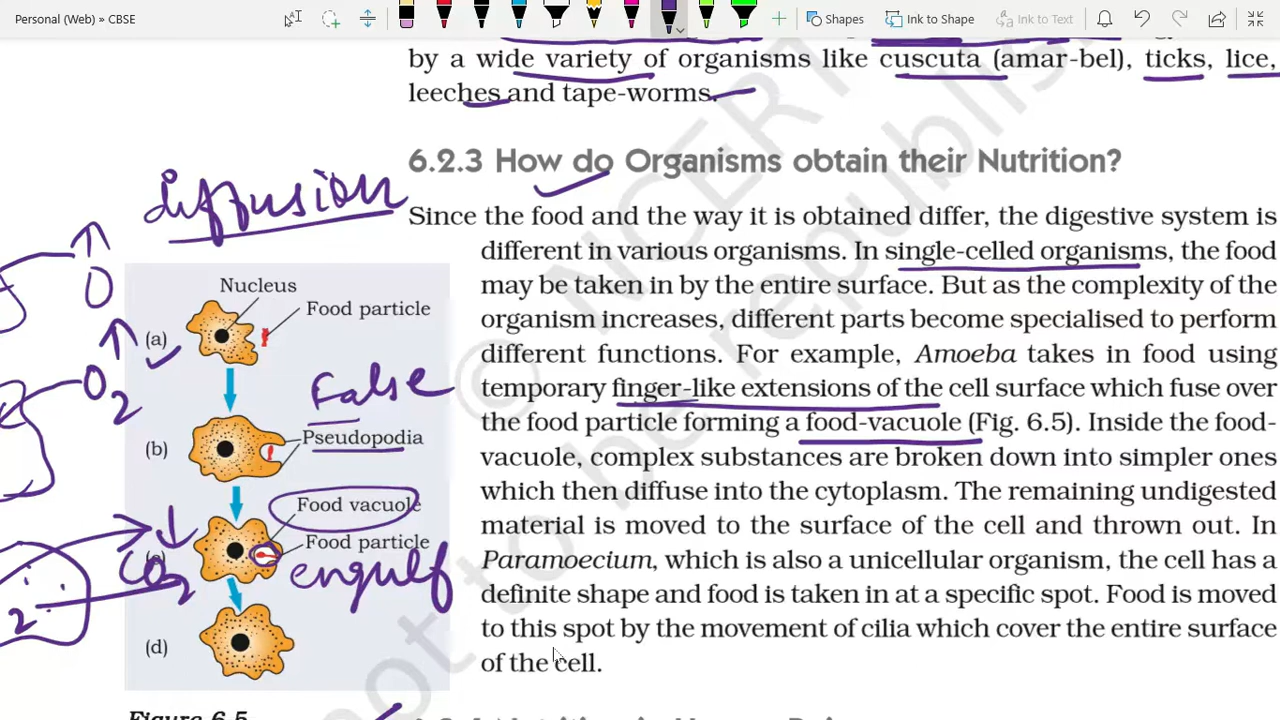 Personal (Web) » CBSE
Shapes
Ink to Shape
Ink to Text
by a wide variety of organisms like cuscuta (amar-bel), ticks, lice,
leeches and tape-worms.
6.2.3 How do Organisms obtain their Nutrition?
Since the food and the way it is obtained differ, the digestive system is
different in various organisms. In single-celled organisms, the food
may be taken in by the entire surface. But as the complexity of the
organism increases, different parts become specialised to perform
different functions. For example, Amoeba takes in food using
temporary finger-like extensions of the cell surface which fuse over
the food particle forming a food-vacuole (Fig. 6.5). Inside the food-
vacuole, complex substances are broken down into simpler ones
which then diffuse into the cytoplasm. The remaining undigested
material is moved to the surface of the cell and thrown out. In
Paramoecium, which is also a unicellular organism, the cell has a
definite shape and food is taken in at a specific spot. Food is moved
to this spot by the movement of cilia which cover the entire surface
of the cell.
diffusion
O
O2
Nucleus
Food particle
(a)
False
Pseudopodia
(b)
Food vacuole
Food particle
CO2
engulf
2
(d)
Figure 6.5
© NCERT
not to be republish